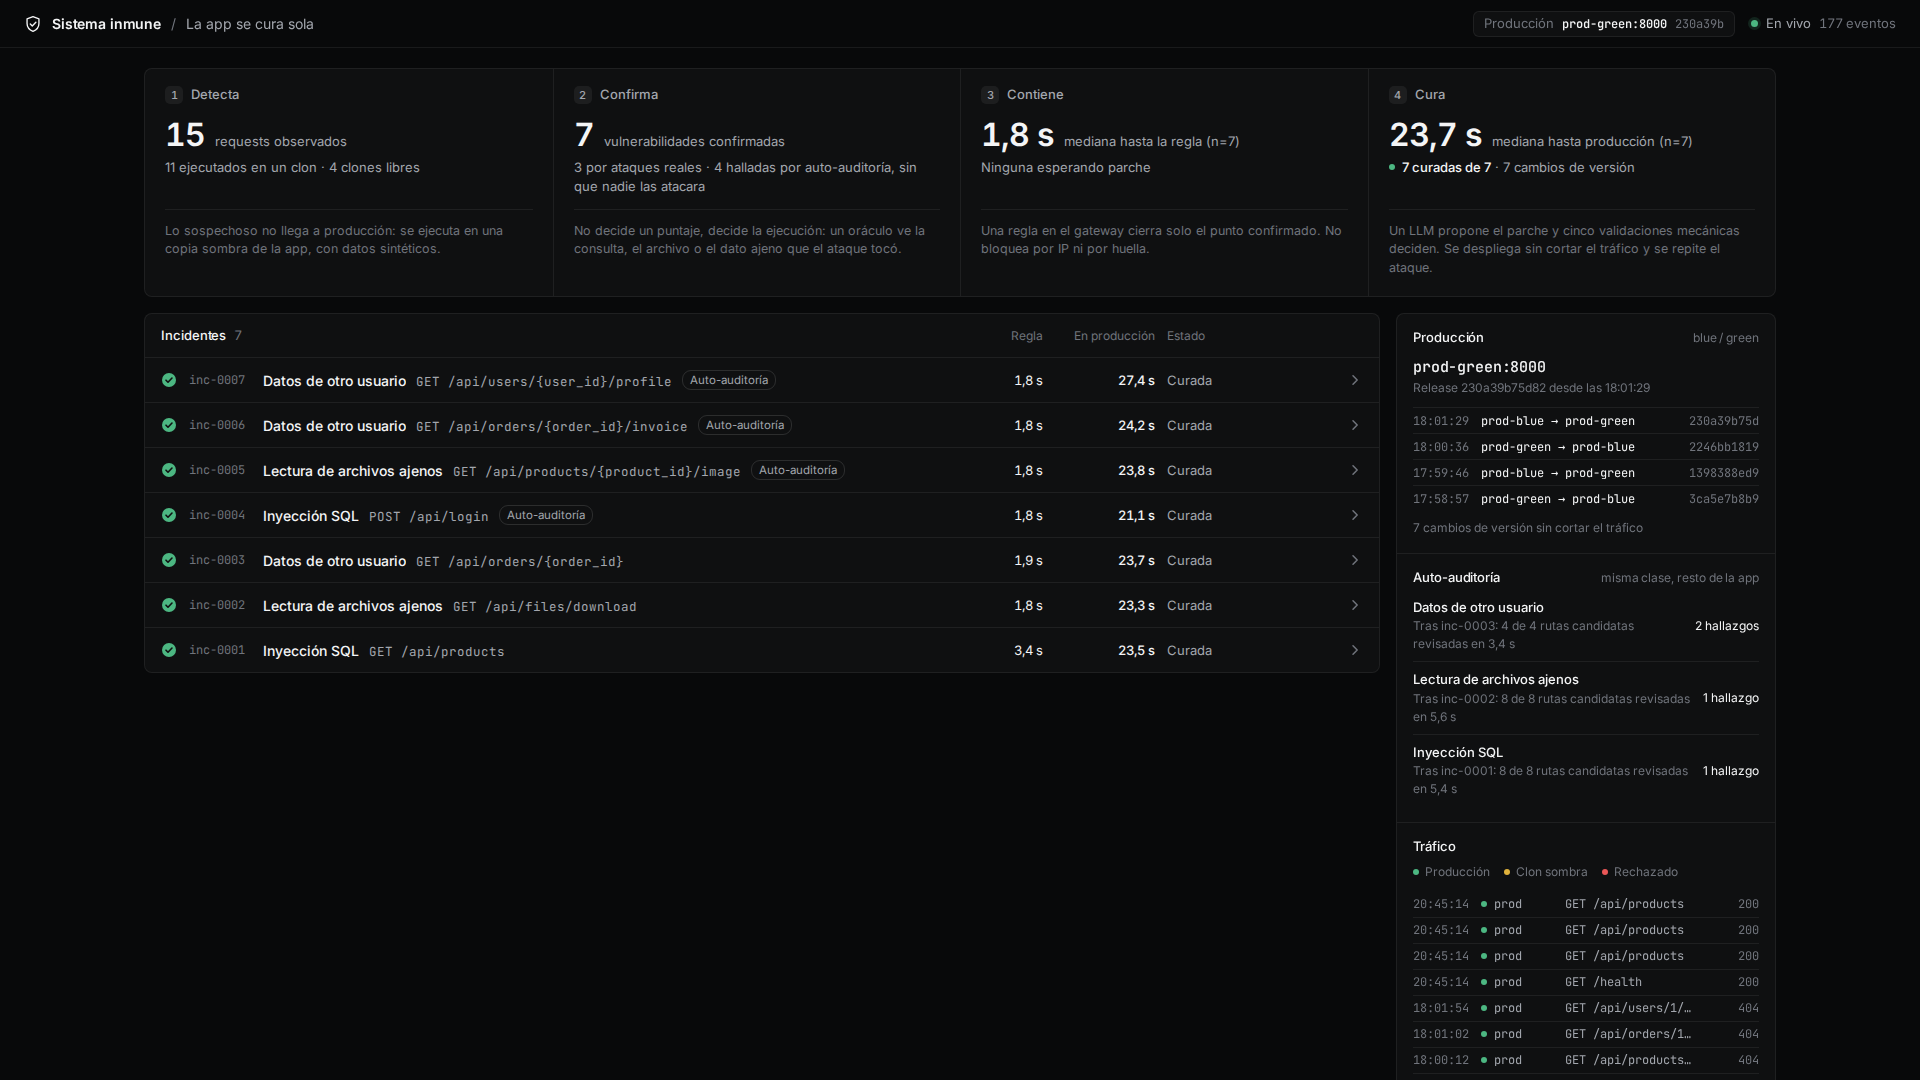 Sistema inmune / La app se cura sola
Producción prod-green:8000 230a39b
En vivo 177 eventos
1 Detecta
15 requests observados
11 ejecutados en un clon · 4 clones libres
Lo sospechoso no llega a producción: se ejecuta en una
copia sombra de la app, con datos sintéticos.
2 Confirma
7 vulnerabilidades confirmadas
3 por ataques reales · 4 halladas por auto-auditoría, sin
que nadie las atacara
No decide un puntaje, decide la ejecución: un oráculo ve la
consulta, el archivo o el dato ajeno que el ataque tocó.
3 Contiene
1,8 s mediana hasta la regla (n=7)
Ninguna esperando parche
Una regla en el gateway cierra solo el punto confirmado. No
bloquea por IP ni por huella.
4 Cura
23,7 s mediana hasta producción (n=7)
7 curadas de 7 · 7 cambios de versión
Un LLM propone el parche y cinco validaciones mecánicas
deciden. Se despliega sin cortar el tráfico y se repite el
ataque.
Incidentes 7 Regla En producción Estado
inc-0007 Datos de otro usuario GET /api/users/{user_id}/profile Auto-auditoría 1,8 s 27,4 s Curada
inc-0006 Datos de otro usuario GET /api/orders/{order_id}/invoice Auto-auditoría 1,8 s 24,2 s Curada
inc-0005 Lectura de archivos ajenos GET /api/products/{product_id}/image Auto-auditoría 1,8 s 23,8 s Curada
inc-0004 Inyección SQL POST /api/login Auto-auditoría 1,8 s 21,1 s Curada
inc-0003 Datos de otro usuario GET /api/orders/{order_id} 1,9 s 23,7 s Curada
inc-0002 Lectura de archivos ajenos GET /api/files/download 1,8 s 23,3 s Curada
inc-0001 Inyección SQL GET /api/products 3,4 s 23,5 s Curada
Producción blue / green
prod-green:8000
Release 230a39b75d82 desde las 18:01:29
18:01:29 prod-blue → prod-green 230a39b75d
18:00:36 prod-green → prod-blue 2246bb1819
17:59:46 prod-blue → prod-green 1398388ed9
17:58:57 prod-green → prod-blue 3ca5e7b8b9
7 cambios de versión sin cortar el tráfico
Auto-auditoría misma clase, resto de la app
Datos de otro usuario
Tras inc-0003: 4 de 4 rutas candidatas
revisadas en 3,4 s
2 hallazgos
Lectura de archivos ajenos
Tras inc-0002: 8 de 8 rutas candidatas revisadas
en 5,6 s
1 hallazgo
Inyección SQL
Tras inc-0001: 8 de 8 rutas candidatas revisadas
en 5,4 s
1 hallazgo
Tráfico
Producción Clon sombra Rechazado
20:45:14 prod GET /api/products 200
20:45:14 prod GET /api/products 200
20:45:14 prod GET /api/products 200
20:45:14 prod GET /health 200
18:01:54 prod GET /api/users/1/… 404
18:01:02 prod GET /api/orders/1… 404
18:00:12 prod GET /api/products… 404